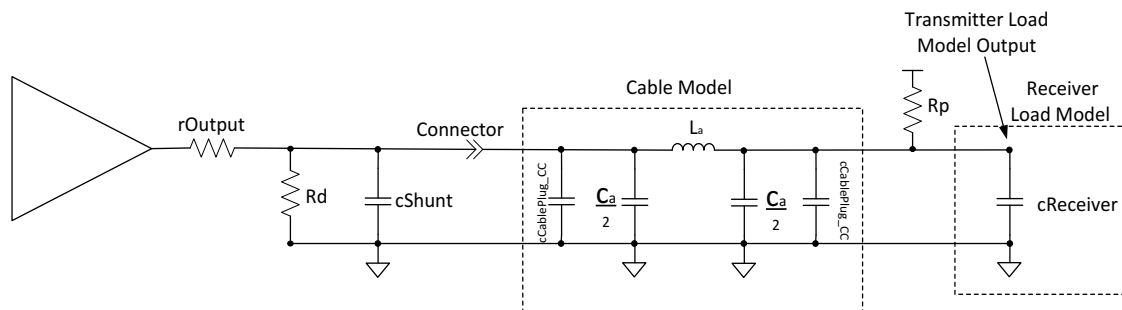 Transmitter Load
Model Output
Receiver
Load Model
Cable Model
Rp
rOutput
Connector
La
Rd
cShunt
cCablePlug_CC
Ca
2
Ca
2
cCablePlug_CC
cReceiver